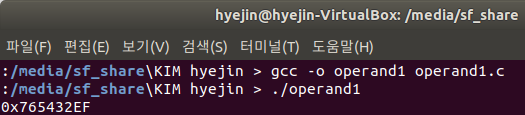 hyejin@hyejin-VirtualBox: /media/sf_share
파일(F) 편집(E) 보기(V) 검색(S) 터미널(T) 도움말(H)
:/media/sf_share\KIM hyejin > gcc -o operand1 operand1.c
:/media/sf_share\KIM hyejin > ./operand1
0x765432EF